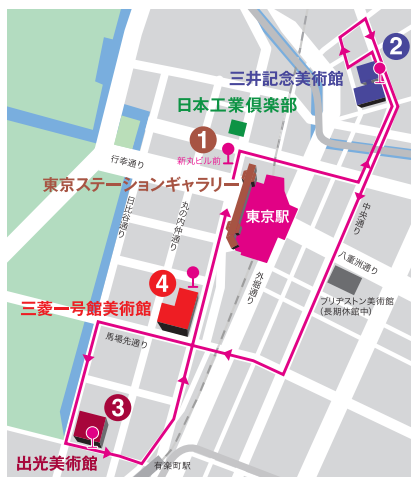 2
三井記念美術館
日本工業倶楽部
1
新丸ビル前
行幸通り
東京ステーションギャラリー
日比谷通り
丸の内仲通り
東京駅
中央通り
八重洲通り
外堀通り
4
ブリヂストン美術館
(長期休館中)
三菱一号館美術館
馬場先通り
3
出光美術館
有楽町駅